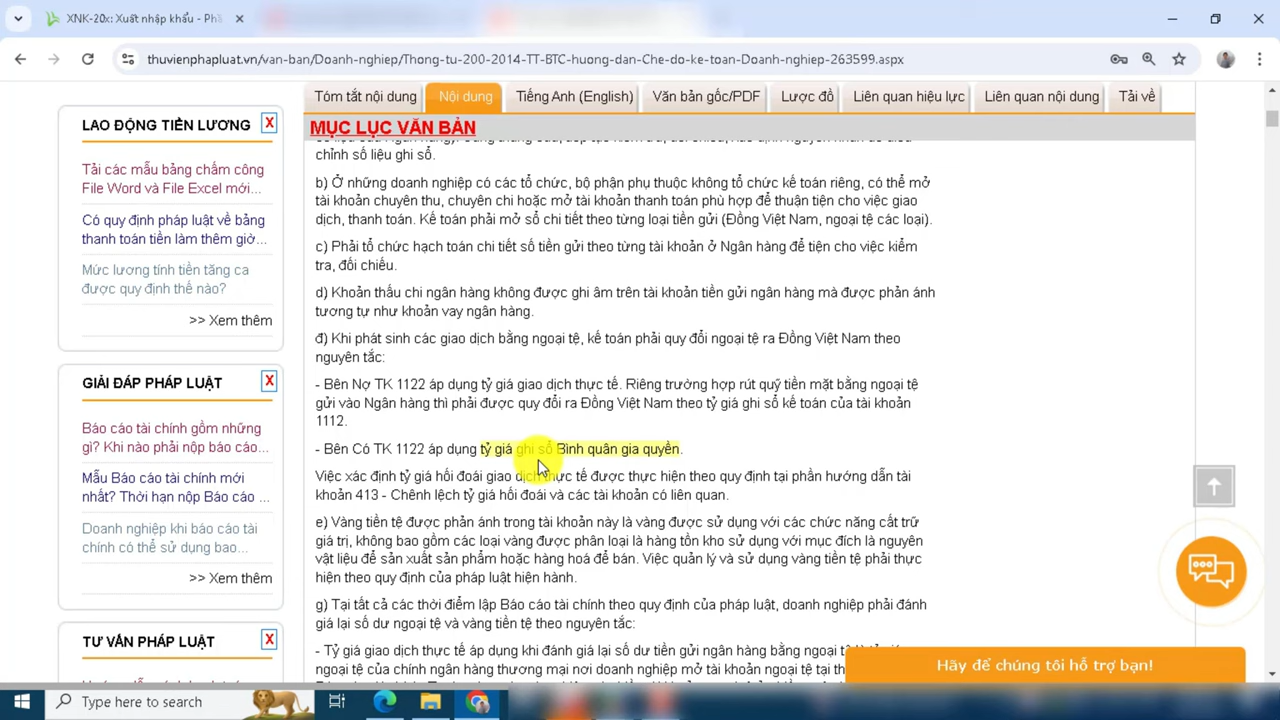 XNK-20x: Xuất nhập khẩu - Ph
thuvienphapluat.vn/van-ban/Doanh-nghiep/Thong-tu-200-2014-TT-BTC-huong-dan-Che-do-ke-toan-Doanh-nghiep-263599.aspx
Tóm tắt nội dung
Nội dung
Tiếng Anh (English)
Văn bản gốc/PDF
Lược đồ
Liên quan hiệu lực
Liên quan nội dung
Tải về
MỤC LỤC VĂN BẢN
LAO ĐỘNG TIỀN LƯƠNG
X
Tải các mẫu bảng chấm công
File Word và File Excel mới...
Có quy định pháp luật về bảng
thanh toán tiền làm thêm giờ...
Mức lương tính tiền tăng ca
được quy định thế nào?
>> Xem thêm
GIẢI ĐÁP PHÁP LUẬT
X
Báo cáo tài chính gồm những
gì? Khi nào phải nộp báo cáo...
Mẫu Báo cáo tài chính mới
nhất? Thời hạn nộp Báo cáo ...
Doanh nghiệp khi báo cáo tài
chính có thể sử dụng bao...
>> Xem thêm
TƯ VẤN PHÁP LUẬT
X
chỉnh số liệu ghi sổ.
b) Ở những doanh nghiệp có các tổ chức, bộ phận phụ thuộc không tổ chức kế toán riêng, có thể mở
tài khoản chuyên thu, chuyên chi hoặc mở tài khoản thanh toán phù hợp để thuận tiện cho việc giao
dịch, thanh toán. Kế toán phải mở sổ chi tiết theo từng loại tiền gửi (Đồng Việt Nam, ngoại tệ các loại).
c) Phải tổ chức hạch toán chi tiết số tiền gửi theo từng tài khoản ở Ngân hàng để tiện cho việc kiểm
tra, đối chiếu.
d) Khoản thấu chi ngân hàng không được ghi âm trên tài khoản tiền gửi ngân hàng mà được phản ánh
tương tự như khoản vay ngân hàng.
đ) Khi phát sinh các giao dịch bằng ngoại tệ, kế toán phải quy đổi ngoại tệ ra Đồng Việt Nam theo
nguyên tắc:
- Bên Nợ TK 1122 áp dụng tỷ giá giao dịch thực tế. Riêng trường hợp rút quỹ tiền mặt bằng ngoại tệ
gửi vào Ngân hàng thì phải được quy đổi ra Đồng Việt Nam theo tỷ giá ghi sổ kế toán của tài khoản
1112.
- Bên Có TK 1122 áp dụng tỷ giá ghi sổ Bình quân gia quyền.
Việc xác định tỷ giá hối đoái giao dịch thực tế được thực hiện theo quy định tại phần hướng dẫn tài
khoản 413 - Chênh lệch tỷ giá hối đoái và các tài khoản có liên quan.
e) Vàng tiền tệ được phản ánh trong tài khoản này là vàng được sử dụng với các chức năng cất trữ
giá trị, không bao gồm các loại vàng được phân loại là hàng tồn kho sử dụng với mục đích là nguyên
vật liệu để sản xuất sản phẩm hoặc hàng hoá để bán. Việc quản lý và sử dụng vàng tiền tệ phải thực
hiện theo quy định của pháp luật hiện hành.
g) Tại tất cả các thời điểm lập Báo cáo tài chính theo quy định của pháp luật, doanh nghiệp phải đánh
giá lại số dư ngoại tệ và vàng tiền tệ theo nguyên tắc:
- Tỷ giá giao dịch thực tế áp dụng khi đánh giá lại số dư tiền gửi ngân hàng bằng ngoại tệ
ngoại tệ của chính ngân hàng thương mại nơi doanh nghiệp mở tài khoản ngoại tệ tại
Hãy để chúng tôi hỗ trợ bạn!
Type here to search